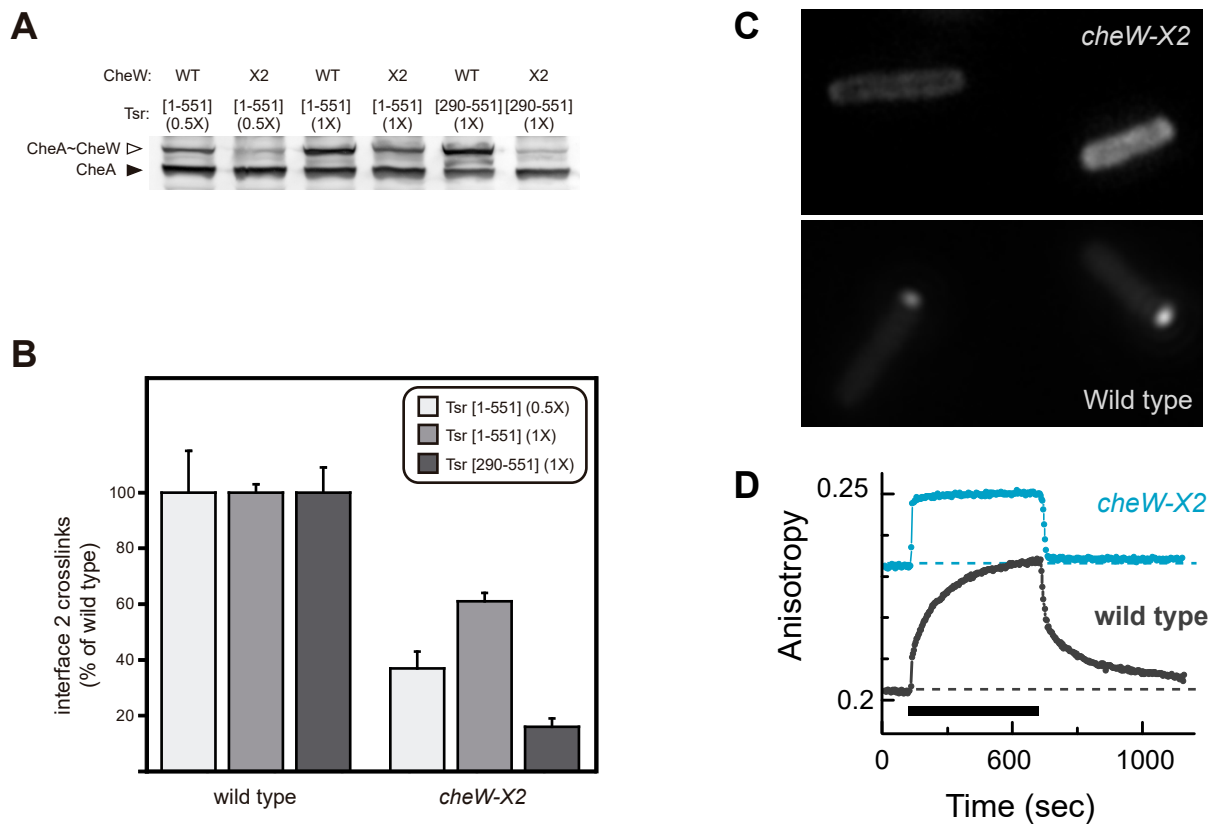 A
CheW: WT X2 WT X2 WT X2
Tsr: [1-551] [1-551] [1-551] [1-551] [290-551] [290-551]
(0.5X) (0.5X) (1X) (1X) (1X) (1X)
CheA~CheW
CheA
B
interface 2 crosslinks
(% of wild type)
100
80
60
40
20
Tsr [1-551] (0.5X)
Tsr [1-551] (1X)
Tsr [290-551] (1X)
wild type cheW-X2
C
cheW-X2
Wild type
D
Anisotropy
0.25
0.2
cheW-X2
wild type
0 600 1000
Time (sec)